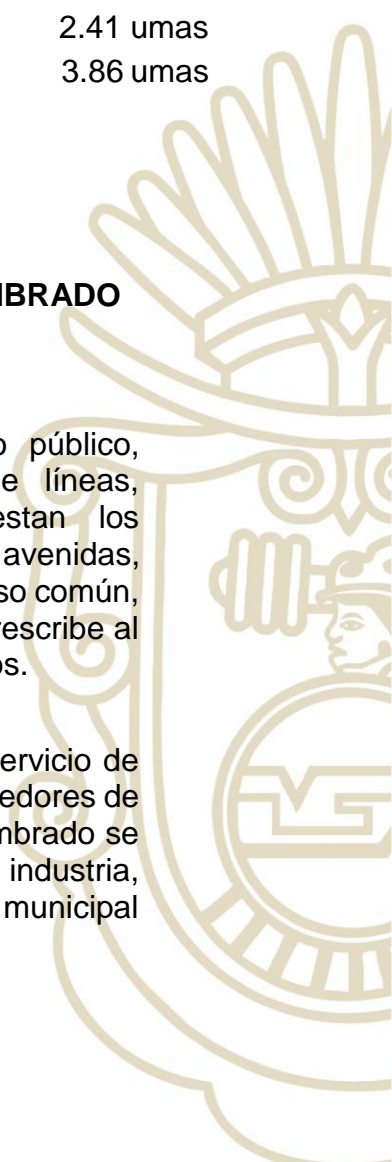 2.41 umas
3.86 umas
MBRADO
o público,
e líneas,
estan los
avenidas,
so común,
rescribe al
os.
ervicio de
edores de
mbrado se
industria,
municipal